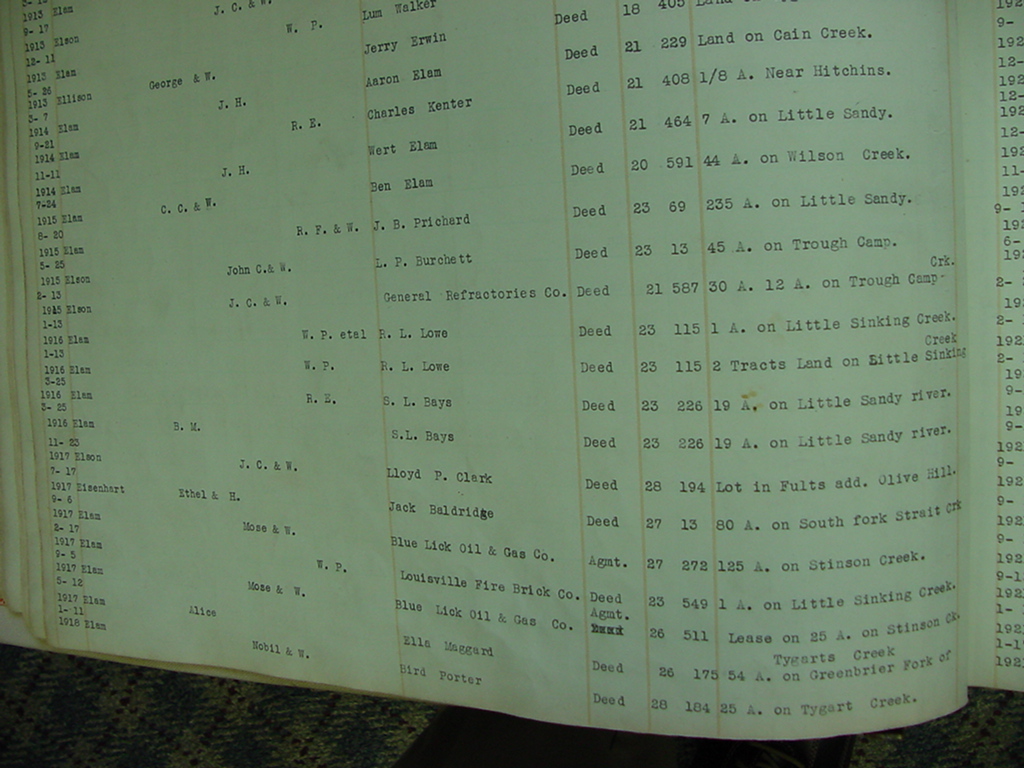 1913 Elam J. C. & W. Lum Walker Deed 18 405
9- 17
1913 Elson W. P. Jerry Erwin Deed 21 229 Land on Cain Creek.
12- 11
1913 Elam George & W. Aaron Elam Deed 21 408 1/8 A. Near Hitchins.
5- 26
1913 Ellison J. H. Charles Kenter Deed 21 464 7 A. on Little Sandy.
3- 7
1914 Elam R. E. Wert Elam Deed 20 591 44 A. on Wilson Creek.
9-21
1914 Elam J. H. Ben Elam Deed 23 69 235 A. on Little Sandy.
11-11
1914 Elam C. C. & W. J. B. Prichard Deed 23 13 45 A. on Trough Camp.
7-24
1915 Elam R. F. & W. L. P. Burchett Deed 21 587 30 A. 12 A. on Trough Camp Crk.
8- 20
1915 Elam John C.& W. General Refractories Co. Deed 23 115 1 A. on Little Sinking Creek.
5- 25
1915 Elson J. C. & W. R. L. Lowe Deed 23 115 2 Tracts Land on Little Sinking Creek
2- 13
1915 Elson W. P. etal R. L. Lowe Deed 23 226 19 A. on Little Sandy river.
1-13
1916 Elam W. P. S. L. Bays Deed 23 226 19 A. on Little Sandy river.
1-13
1916 Elam R. E. S.L. Bays Deed 28 194 Lot in Fults add. Olive Hill.
3-25
1916 Elam B. M. Lloyd P. Clark Deed 27 13 80 A. on South fork Strait Crk
3- 25
1916 Elam J. C. & W. Jack Baldridge Agmt. 27 272 125 A. on Stinson Creek.
11- 23
1917 Elson Ethel & H. Blue Lick Oil & Gas Co. Deed 23 549 1 A. on Little Sinking Creek.
7- 17
1917 Eisenhart Mose & W. Louisville Fire Brick Co. Agmt. 26 511 Lease on 25 A. on Stinson Ck.
9- 6
1917 Elam W. P. Blue Lick Oil & Gas Co. Deed 26 175 54 A. on Greenbrier Fork of Tygarts Creek
2- 17
1917 Elam Mose & W. Ella Maggard Deed 28 184 25 A. on Tygart Creek.
9- 5
1917 Elam Alice Bird Porter
5- 12
1917 Elam Nobil & W.
1- 11
1918 Elam